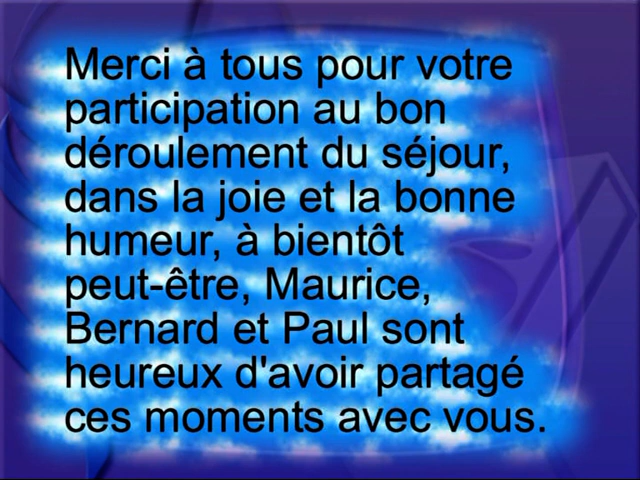 Merci à tous pour votre
participation au bon
déroulement du séjour,
dans la joie et la bonne
humeur, à bientôt
peut-être, Maurice,
Bernard et Paul sont
heureux d'avoir partagé
ces moments avec vous.